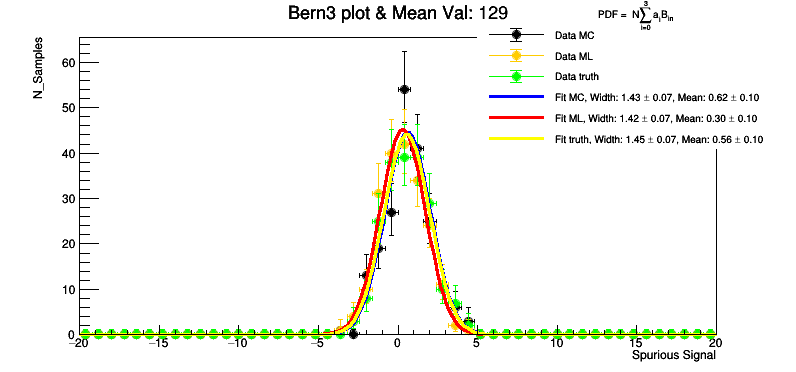 Bern3 plot & Mean Val: 129
PDF = N∑ aᵢBᵢₙ
3
i=0
Data MC
Data ML
Data truth
Fit MC, Width: 1.43 ± 0.07, Mean: 0.62 ± 0.10
Fit ML, Width: 1.42 ± 0.07, Mean: 0.30 ± 0.10
Fit truth, Width: 1.45 ± 0.07, Mean: 0.56 ± 0.10
N_Samples
60
50
40
30
20
10
0
−20 −15 −10 −5 0 5 10 15 20
Spurious Signal